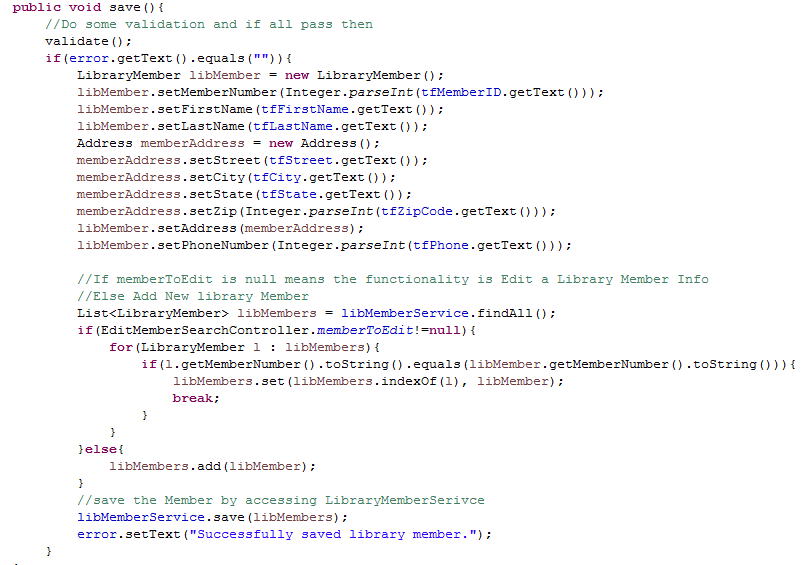 public void save(){
//Do some validation and if all pass then
validate();
if(error.getText().equals("")){
LibraryMember libMember = new LibraryMember();
libMember.setMemberNumber(Integer.parseInt(tfMemberID.getText()));
libMember.setFirstName(tfFirstName.getText());
libMember.setLastName(tfLastName.getText());
Address memberAddress = new Address();
memberAddress.setStreet(tfStreet.getText());
memberAddress.setCity(tfCity.getText());
memberAddress.setState(tfState.getText());
memberAddress.setZip(Integer.parseInt(tfZipCode.getText()));
libMember.setAddress(memberAddress);
libMember.setPhoneNumber(Integer.parseInt(tfPhone.getText()));
//If memberToEdit is null means the functionality is Edit a Library Member Info
//Else Add New library Member
List<LibraryMember> libMembers = libMemberService.findAll();
if(EditMemberSearchController.memberToEdit!=null){
for(LibraryMember l : libMembers){
if(l.getMemberNumber().toString().equals(libMember.getMemberNumber().toString())){
libMembers.set(libMembers.indexOf(l), libMember);
break;
}
}
}else{
libMembers.add(libMember);
}
//save the Member by accessing LibraryMemberSerivce
libMemberService.save(libMembers);
error.setText("Successfully saved library member.");
}